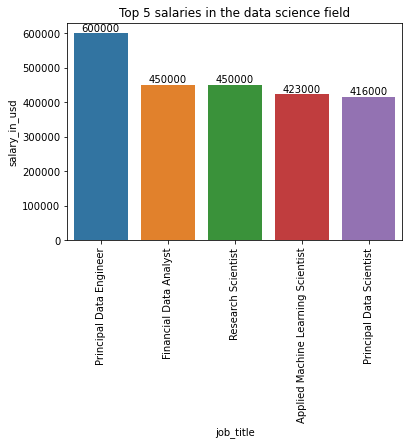 Top 5 salaries in the data science field
salary_in_usd
600000
500000
400000
300000
200000
100000
0
600000
450000
450000
423000
416000
Principal Data Engineer
Financial Data Analyst
Research Scientist
Applied Machine Learning Scientist
Principal Data Scientist
job_title